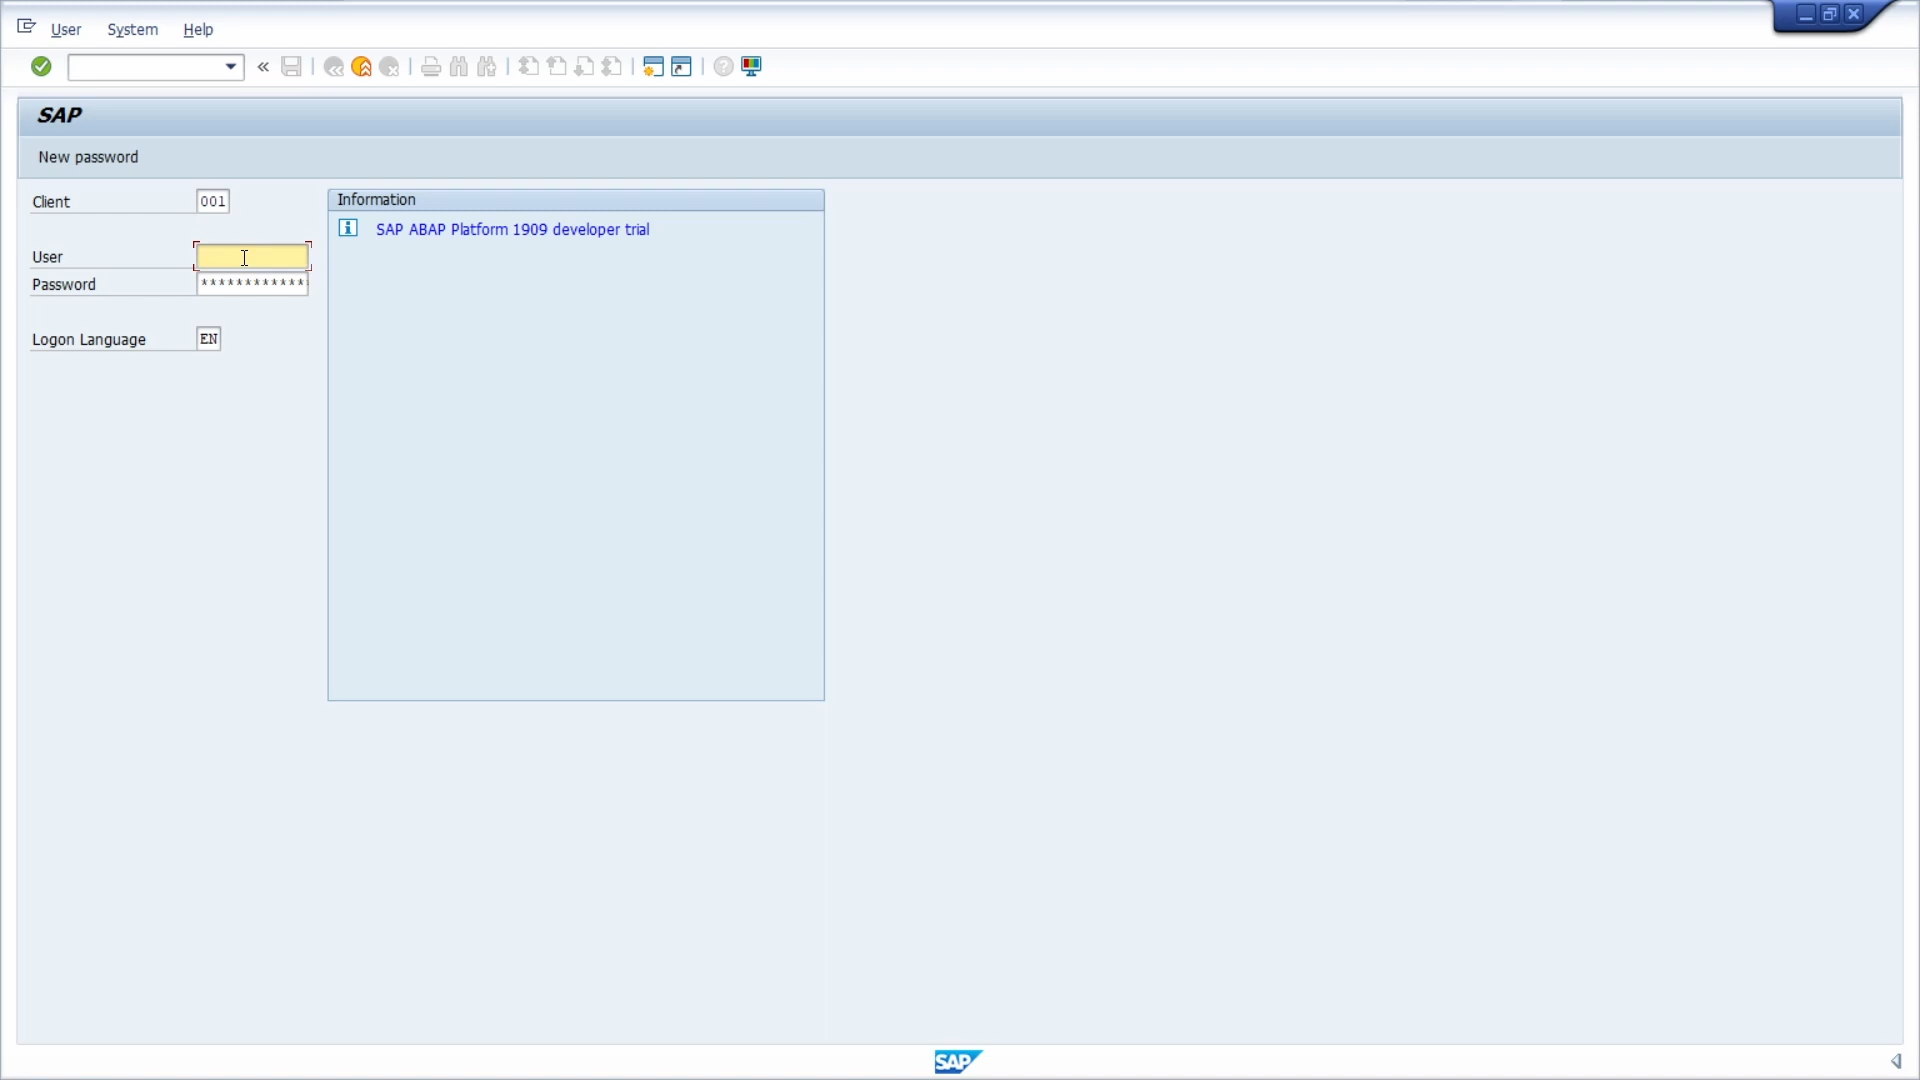 User System Help
SAP
New password
Client 001
Information
SAP ABAP Platform 1909 developer trial
User
Password ************
Logon Language EN
SAP